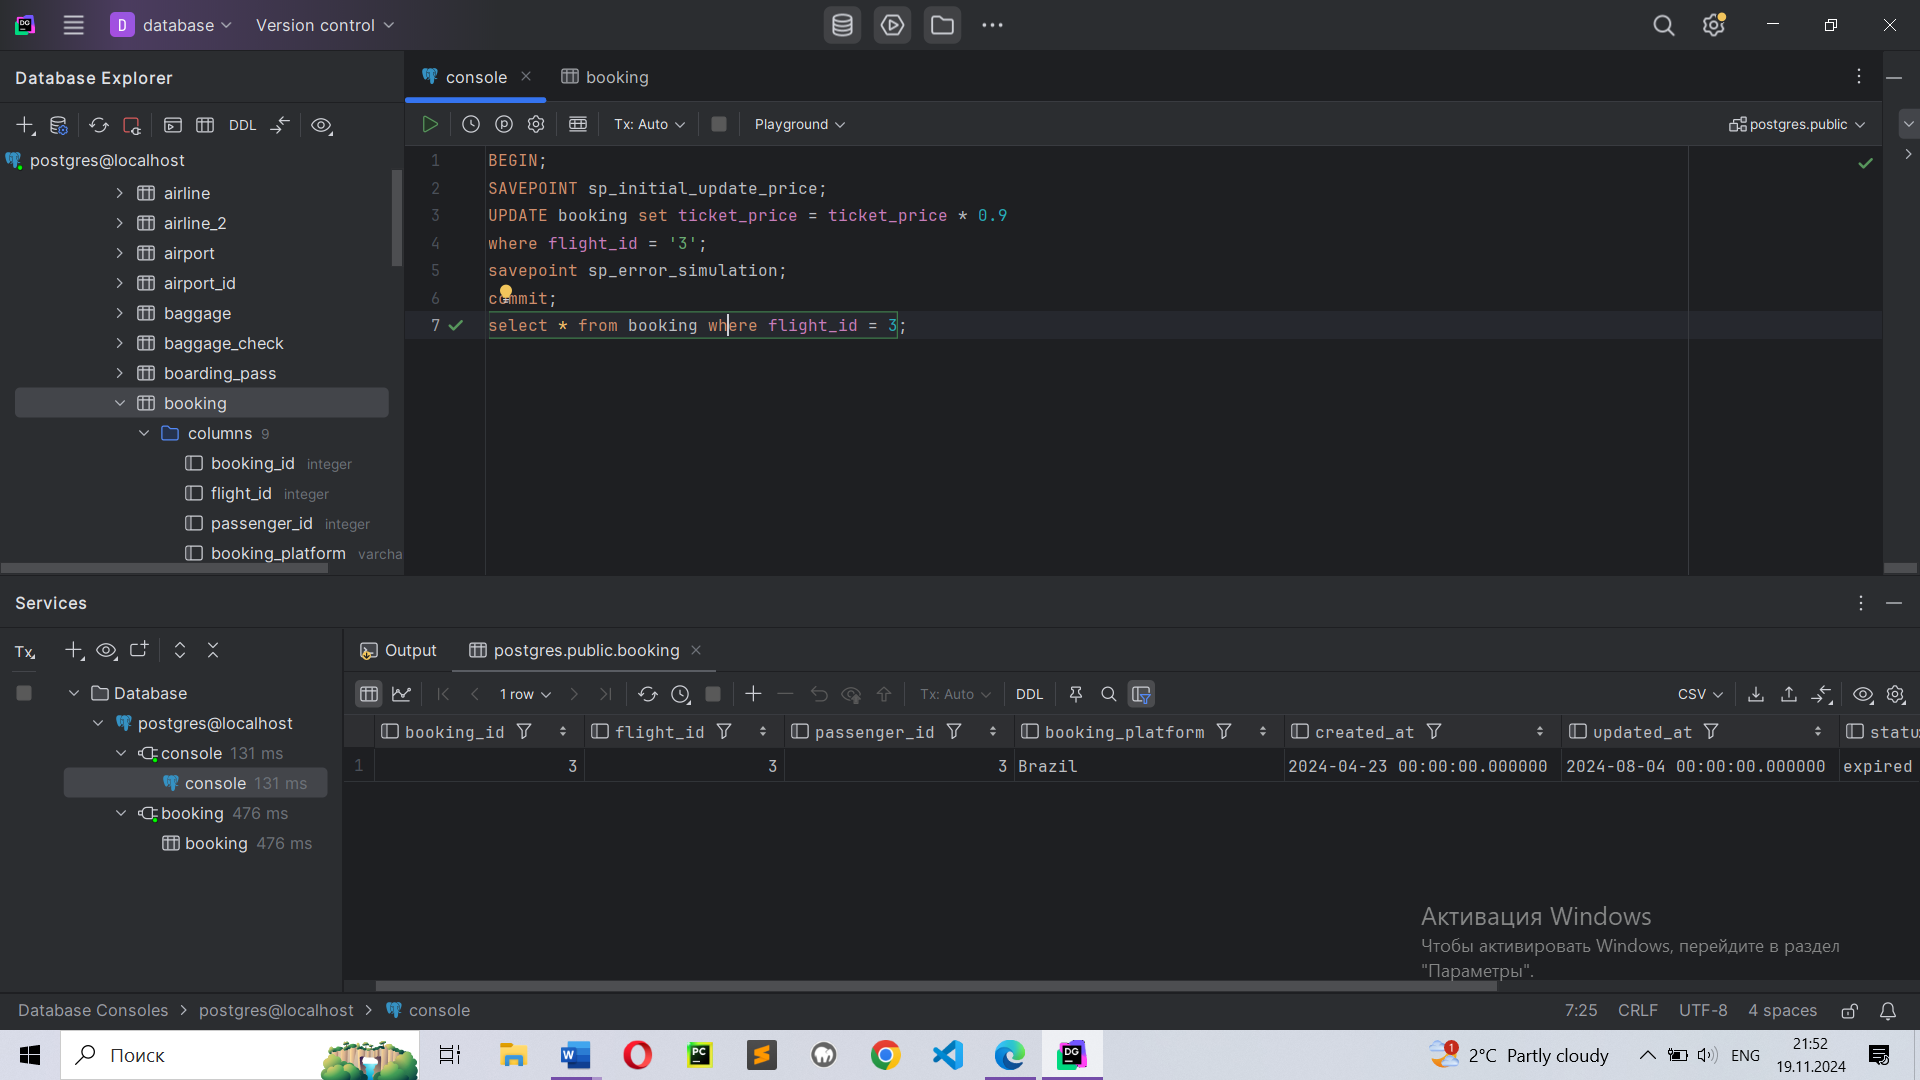 D database Version control
Database Explorer
console
booking
DDL
Tx: Auto
Playground
postgres.public
postgres@localhost
airline
airline_2
airport
airport_id
baggage
baggage_check
boarding_pass
booking
columns 9
booking_id integer
flight_id integer
passenger_id integer
booking_platform varcha
1 BEGIN;
2 SAVEPOINT sp_initial_update_price;
3 UPDATE booking set ticket_price = ticket_price * 0.9
4 where flight_id = '3';
5 savepoint sp_error_simulation;
6 commit;
7 select * from booking where flight_id = 3;
Services
Tx
Database
postgres@localhost
console 131 ms
console 131 ms
booking 476 ms
booking 476 ms
Output
postgres.public.booking
1 row
Tx: Auto
DDL
CSV
booking_id flight_id passenger_id booking_platform created_at updated_at statu
1 3 3 3 Brazil 2024-04-23 00:00:00.000000 2024-08-04 00:00:00.000000 expired
Активация Windows
Чтобы активировать Windows, перейдите в раздел
"Параметры".
Database Consoles > postgres@localhost > console
7:25 CRLF UTF-8 4 spaces
Поиск
W
PC
DG
1
2°C Partly cloudy
ENG
21:52
19.11.2024